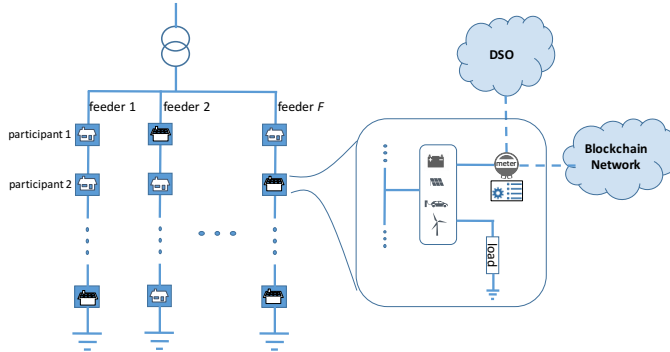 DSO
feeder 1
feeder 2
feeder F
participant 1
Blockchain
Network
meter
participant 2
load